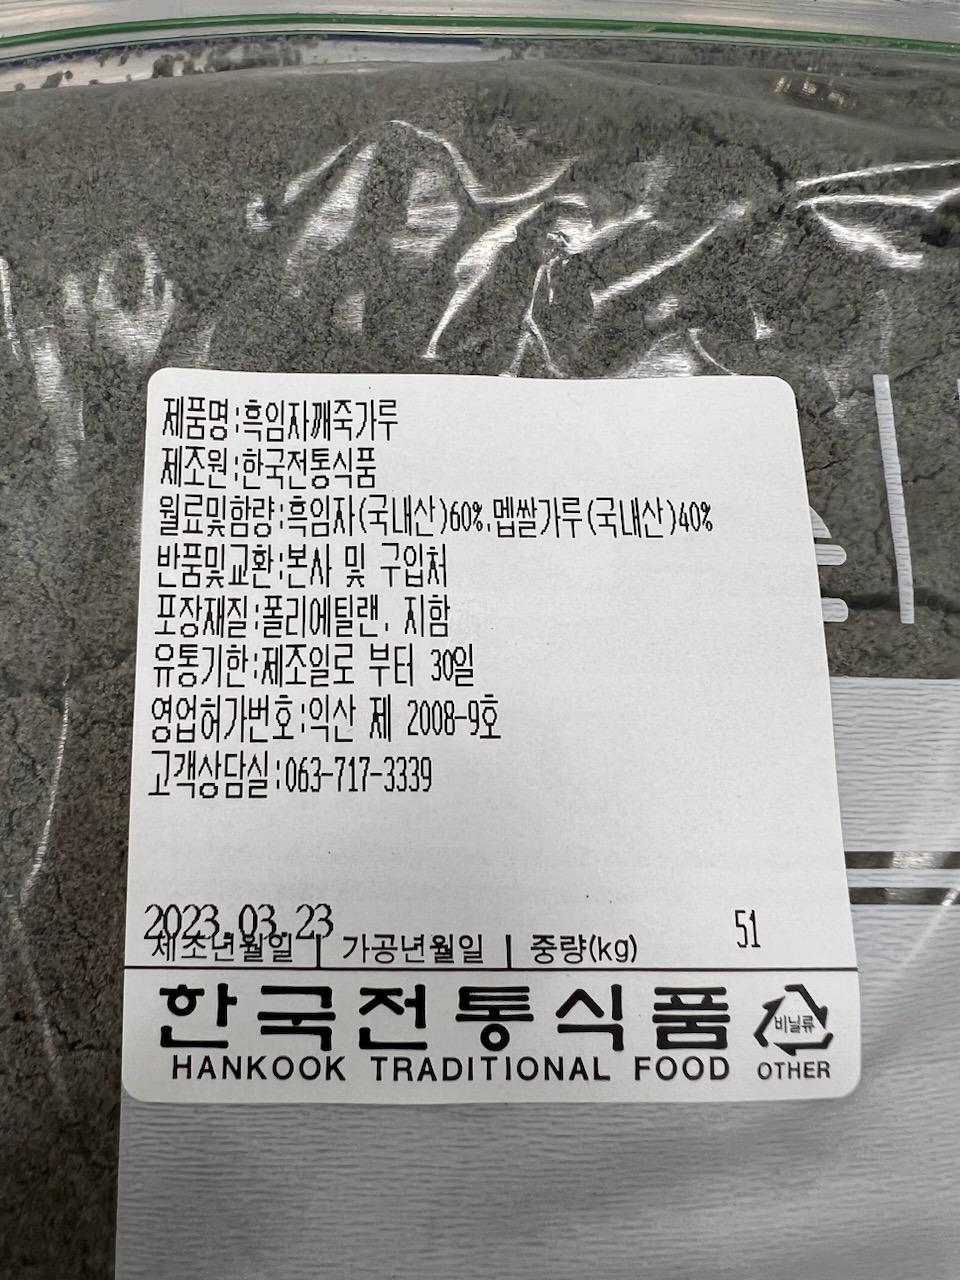 제품명:흑임자깨죽가루
제조원:한국전통식품
월료및함량:흑임자(국내산)60%.멥쌀가루(국내산)40%
반품및교환:본사 및 구입처
포장재질:폴리에틸랜. 지함
유통기한:제조일로 부터 30일
영업허가번호:익산 제 2008-9호
고객상담실:063-717-3339
2023.03.23 51
제조년월일 | 가공년월일 | 중량(kg)
한국전통식품 비닐류
HANKOOK TRADITIONAL FOOD OTHER